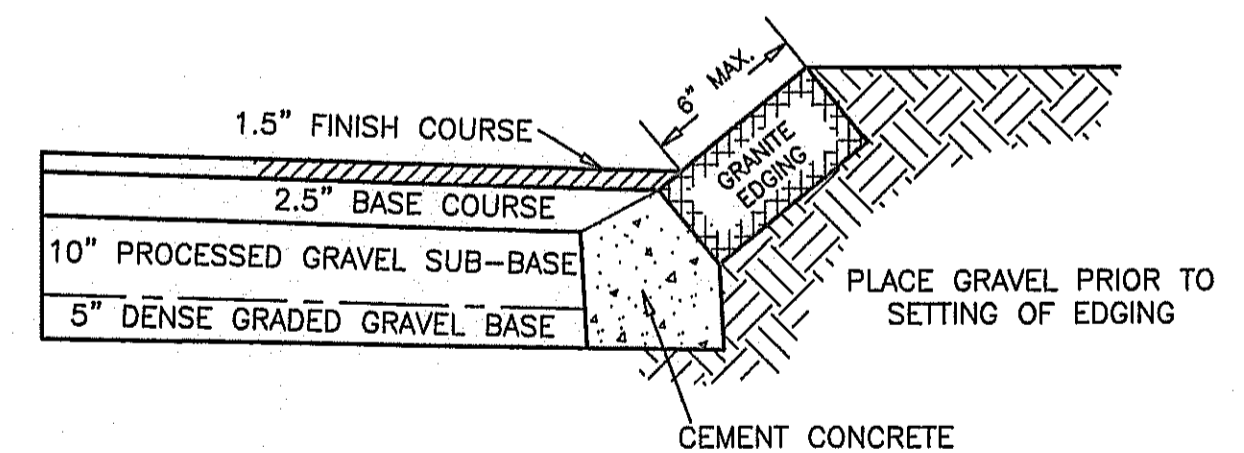 6" MAX.
1.5" FINISH COURSE
GRANITE
EDGING
2.5" BASE COURSE
10" PROCESSED GRAVEL SUB-BASE
5" DENSE GRADED GRAVEL BASE
PLACE GRAVEL PRIOR TO
SETTING OF EDGING
CEMENT CONCRETE